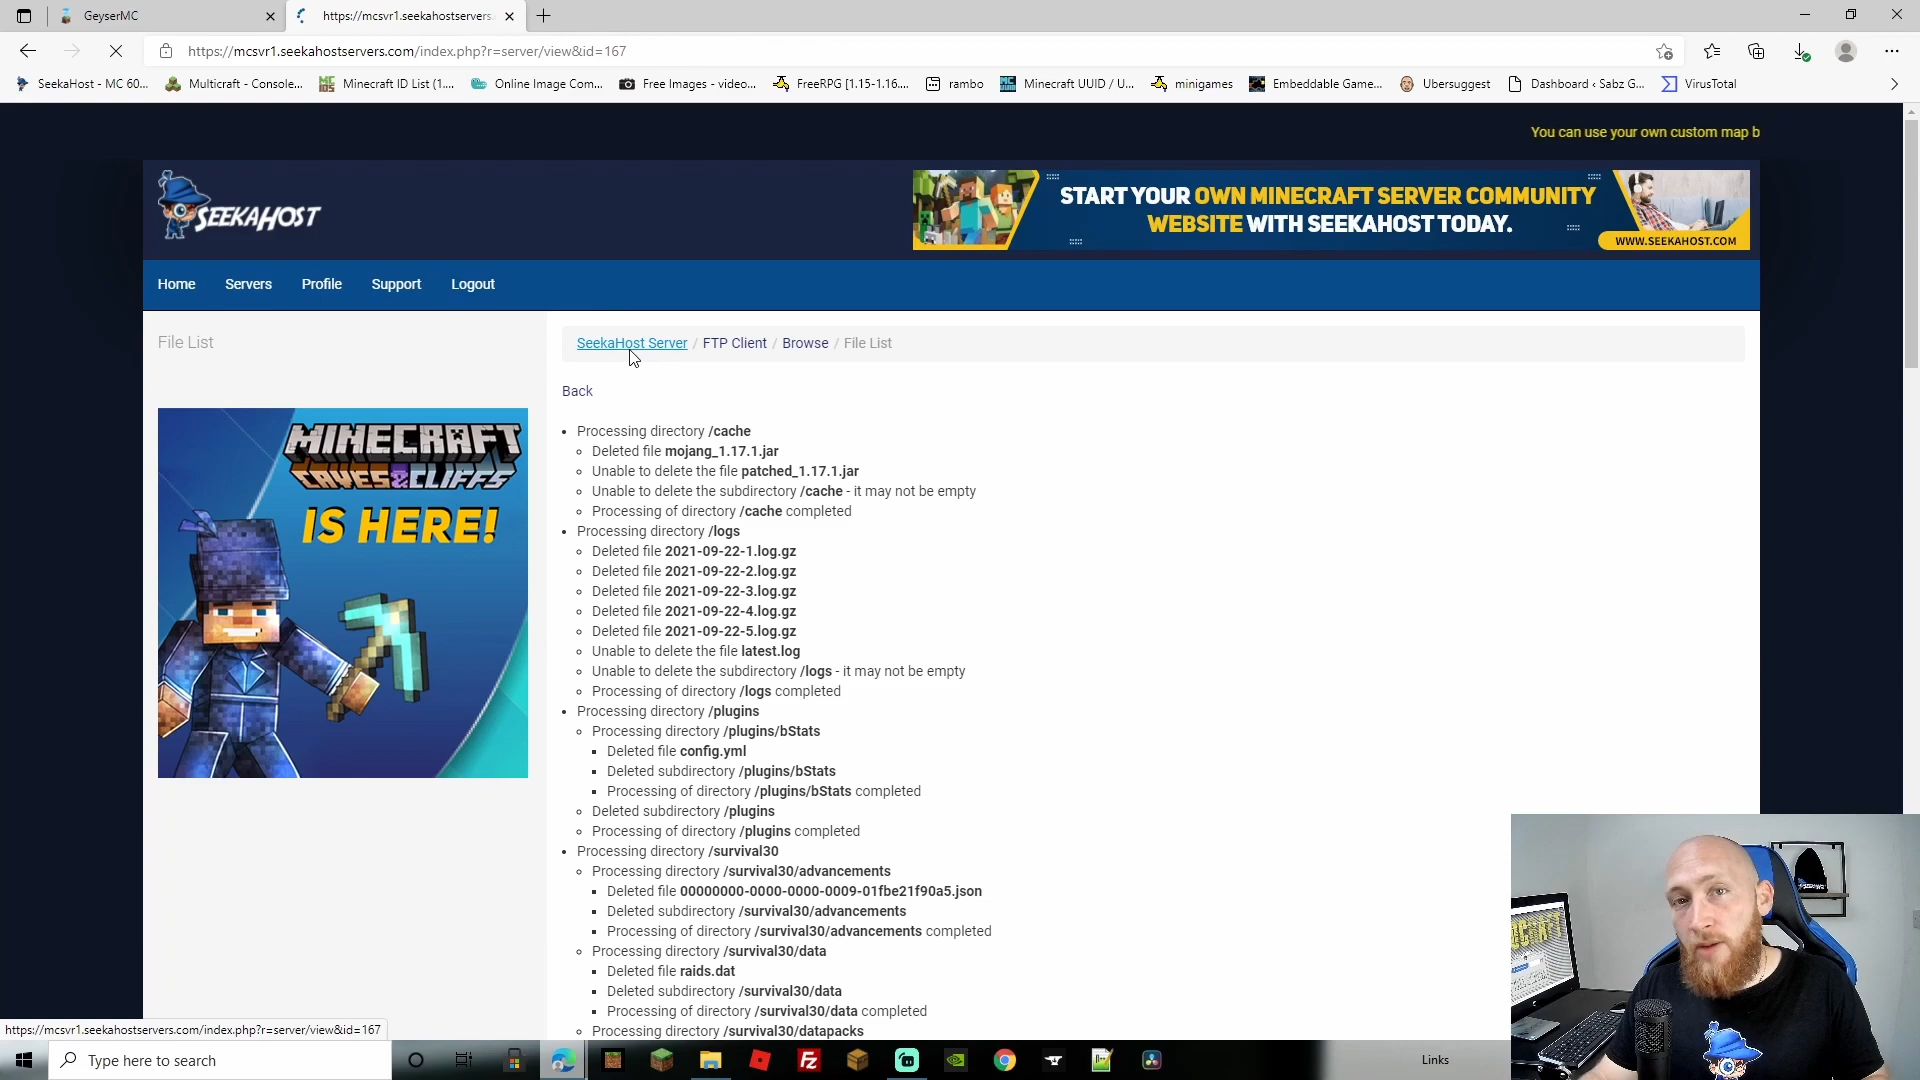 GeyserMC
https://mcsvr1.seekahostservers.
https://mcsvr1.seekahostservers.com/index.php?r=server/view&id=167
SeekaHost - MC 60...
Multicraft - Console...
Minecraft ID List (1....
Online Image Com...
Free Images - video...
FreeRPG [1.15-1.16....
rambo
Minecraft UUID / U...
minigames
Embeddable Game...
Ubersuggest
Dashboard ‹ Sabz G...
VirusTotal
You can use your own custom map b
SEEKAHOST
START YOUR OWN MINECRAFT SERVER COMMUNITY
WEBSITE WITH SEEKAHOST TODAY.
WWW.SEEKAHOST.COM
Home
Servers
Profile
Support
Logout
File List
SeekaHost Server / FTP Client / Browse / File List
Back
MINECRAFT
CAVES & CLIFFS
IS HERE!
Processing directory /cache
Deleted file mojang_1.17.1.jar
Unable to delete the file patched_1.17.1.jar
Unable to delete the subdirectory /cache - it may not be empty
Processing of directory /cache completed
Processing directory /logs
Deleted file 2021-09-22-1.log.gz
Deleted file 2021-09-22-2.log.gz
Deleted file 2021-09-22-3.log.gz
Deleted file 2021-09-22-4.log.gz
Deleted file 2021-09-22-5.log.gz
Unable to delete the file latest.log
Unable to delete the subdirectory /logs - it may not be empty
Processing of directory /logs completed
Processing directory /plugins
Processing directory /plugins/bStats
Deleted file config.yml
Deleted subdirectory /plugins/bStats
Processing of directory /plugins/bStats completed
Deleted subdirectory /plugins
Processing of directory /plugins completed
Processing directory /survival30
Processing directory /survival30/advancements
Deleted file 00000000-0000-0000-0009-01fbe21f90a5.json
Deleted subdirectory /survival30/advancements
Processing of directory /survival30/advancements completed
Processing directory /survival30/data
Deleted file raids.dat
Deleted subdirectory /survival30/data
Processing of directory /survival30/data completed
Processing directory /survival30/datapacks
https://mcsvr1.seekahostservers.com/index.php?r=server/view&id=167
Type here to search
Links